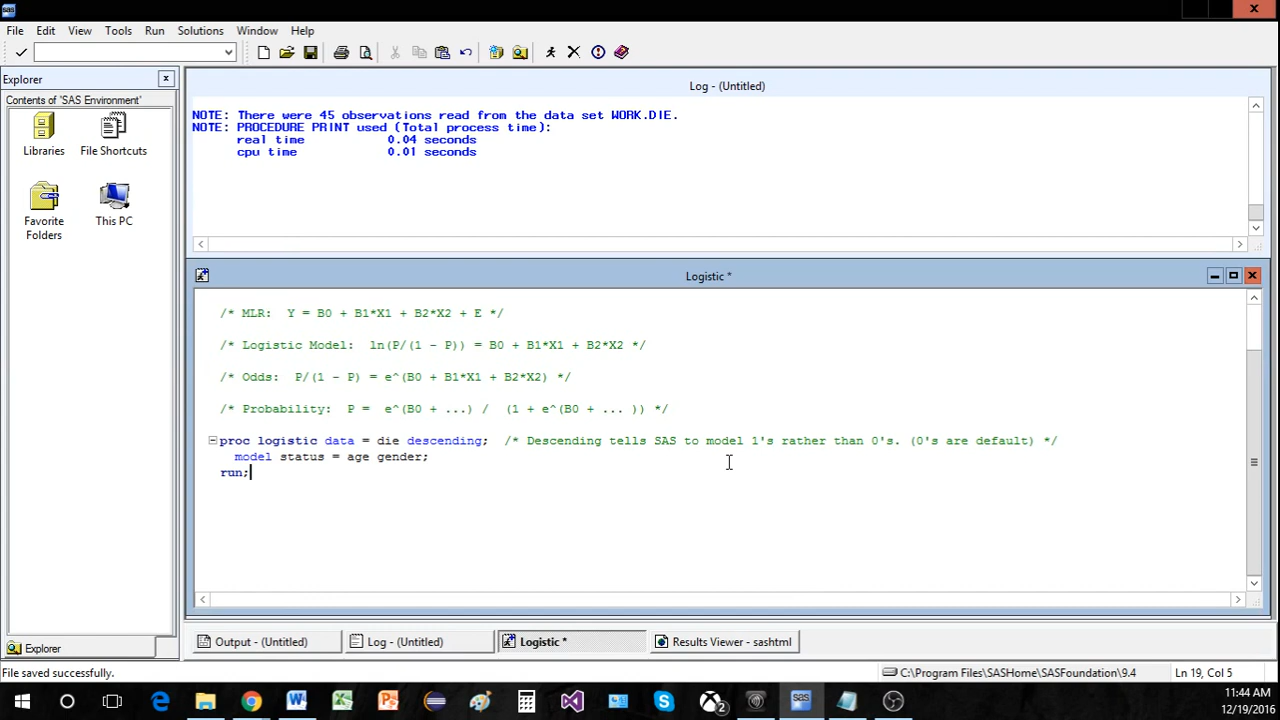 sas
File Edit View Tools Run Solutions Window Help
Explorer
Contents of 'SAS Environment'
Libraries
File Shortcuts
Favorite
Folders
This PC
Explorer
Log - (Untitled)
NOTE: There were 45 observations read from the data set WORK.DIE.
NOTE: PROCEDURE PRINT used (Total process time):
real time 0.04 seconds
cpu time 0.01 seconds
Logistic *
/* MLR: Y = B0 + B1*X1 + B2*X2 + E */
/* Logistic Model: ln(P/(1 - P)) = B0 + B1*X1 + B2*X2 */
/* Odds: P/(1 - P) = e^(B0 + B1*X1 + B2*X2) */
/* Probability: P = e^(B0 + ...) / (1 + e^(B0 + ... )) */
proc logistic data = die descending; /* Descending tells SAS to model 1's rather than 0's. (0's are default) */
model status = age gender;
run;
Output - (Untitled) Log - (Untitled) Logistic * Results Viewer - sashtml
File saved successfully. C:\Program Files\SASHome\SASFoundation\9.4 Ln 19, Col 5
11:44 AM
12/19/2016